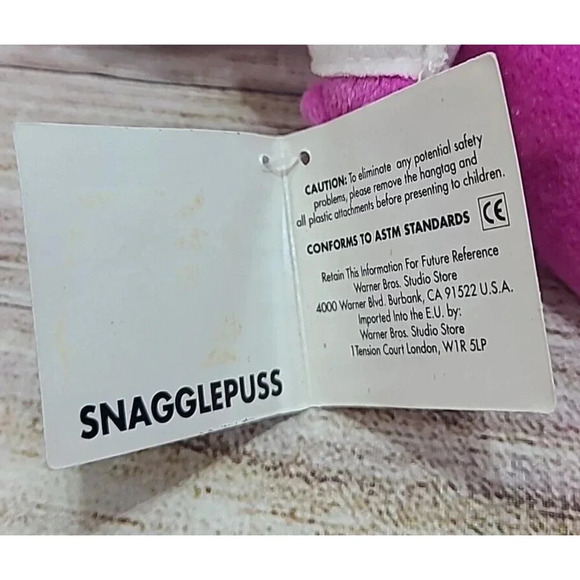 SNAGGLEPUSS
CAUTION: To eliminate any potential safety
problems, please remove the hangtag and
all plastic attachments before presenting to children.
CONFORMS TO ASTM STANDARDS CE
Retain This Information For Future Reference
Warner Bros. Studio Store
4000 Warner Blvd. Burbank, CA 91522 U.S.A.
Imported Into the E.U. by:
Warner Bros. Studio Store
1Tension Court London, W1R 5LP